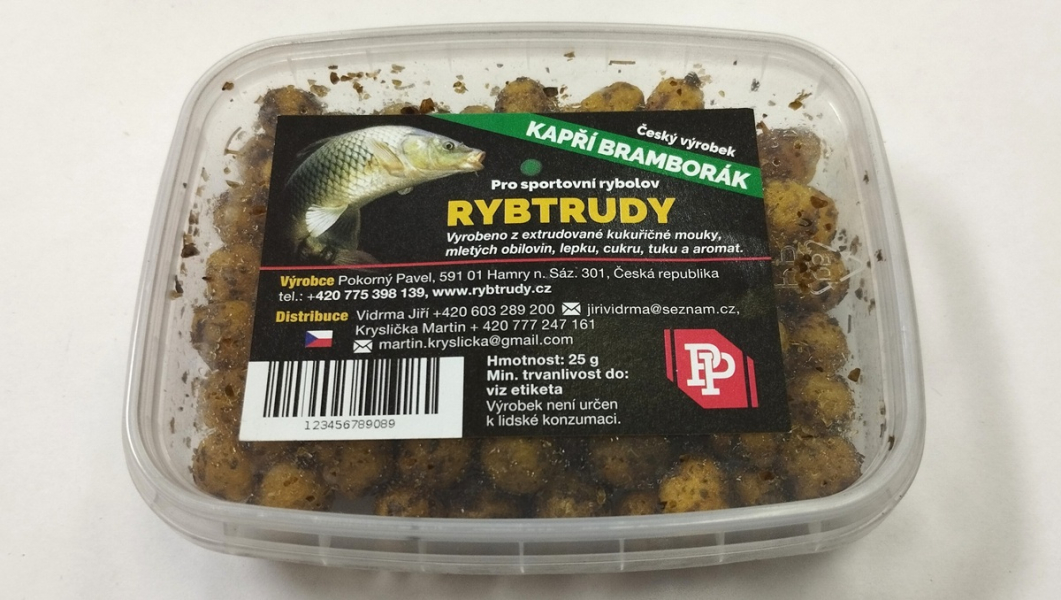 Český výrobek
KAPŘÍ BRAMBORÁK
Pro sportovní rybolov
RYBTRUDY
Vyrobeno z extrudované kukuřičné mouky,
mletých obilovin, lepku, cukru, tuku a aromat.
Výrobce Pokorný Pavel, 591 01 Hamry n. Sáz. 301, Česká republika
tel.: +420 775 398 139, www.rybtrudy.cz
Distribuce Vidrma Jiří +420 603 289 200 jirividrma@seznam.cz,
Kryslička Martin + 420 777 247 161
martin.kryslicka@gmail.com
Hmotnost: 25 g
Min. trvanlivost do:
viz etiketa
Výrobek není určen
k lidské konzumaci.
PP
123456789089